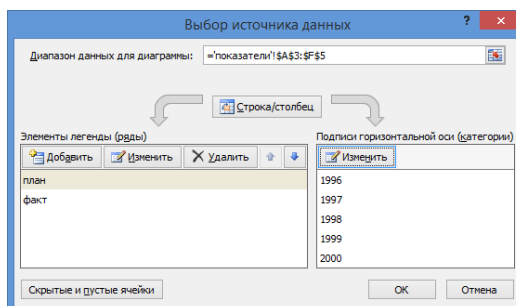 Выбор источника данных
? ×
Диапазон данных для диаграммы: ='показатели'!$A$3:$F$5
Строка/столбец
Элементы легенды (ряды)
Подписи горизонтальной оси (категории)
Добавить Изменить Удалить
Изменить
план
факт
1996
1997
1998
1999
2000
Скрытые и пустые ячейки
ОК Отмена